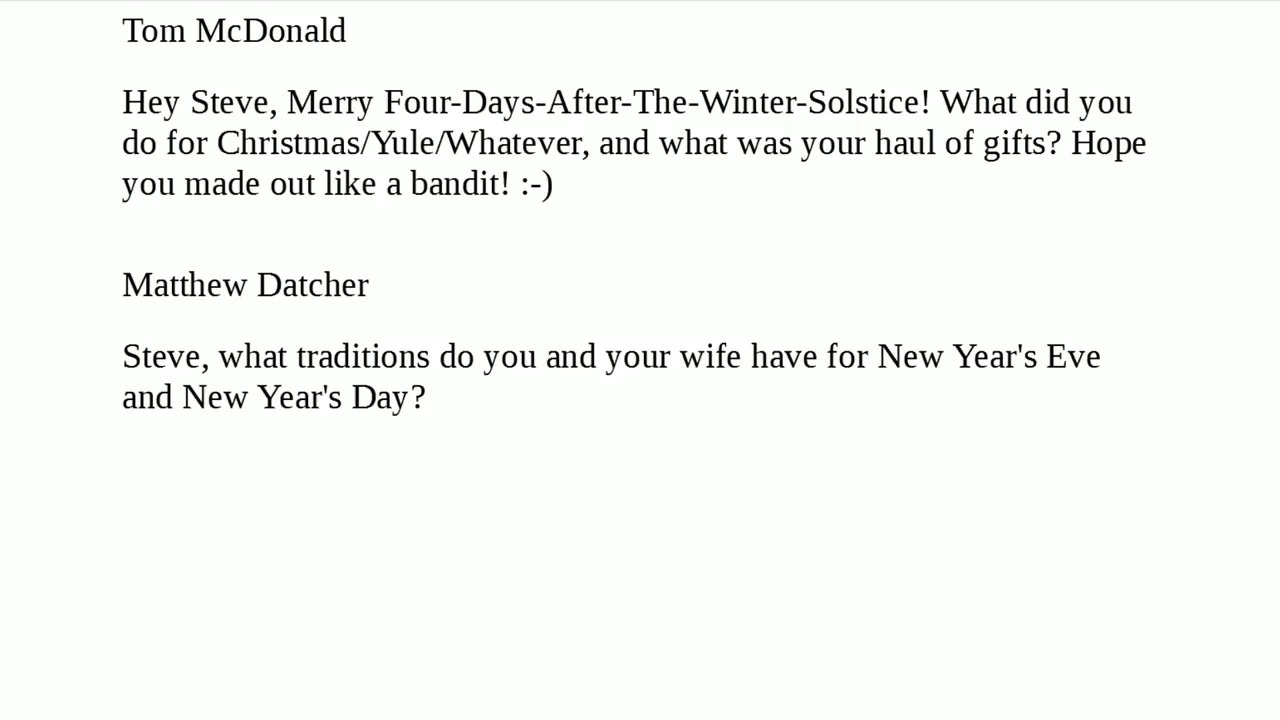 Tom McDonald
Hey Steve, Merry Four-Days-After-The-Winter-Solstice! What did you
do for Christmas/Yule/Whatever, and what was your haul of gifts? Hope
you made out like a bandit! :-)
Matthew Datcher
Steve, what traditions do you and your wife have for New Year's Eve
and New Year's Day?